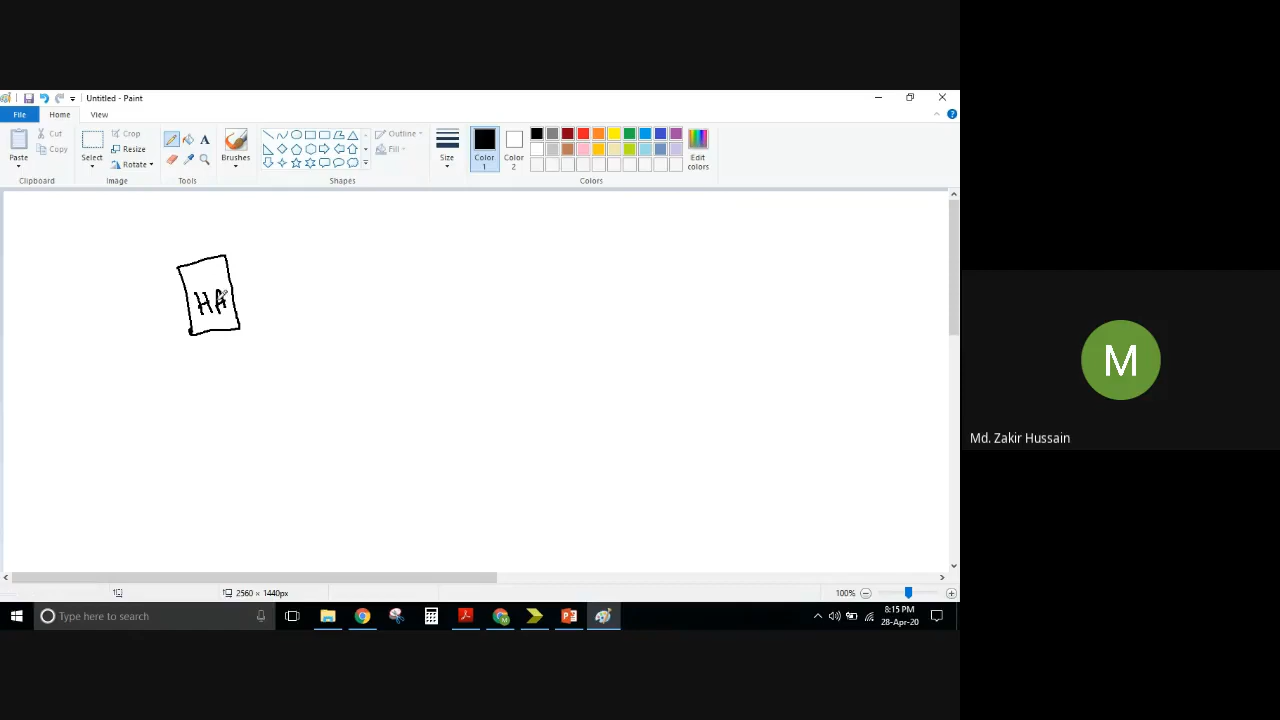 Untitled - Paint
File Home View
Paste
Cut
Copy
Clipboard
Select
Crop
Resize
Rotate
Image
Tools
Brushes
Shapes
Outline
Fill
Size
Color 1
Color 2
Edit colors
Colors
HA
2560 × 1440px
100%
Type here to search
8:15 PM
28-Apr-20
M
Md. Zakir Hussain